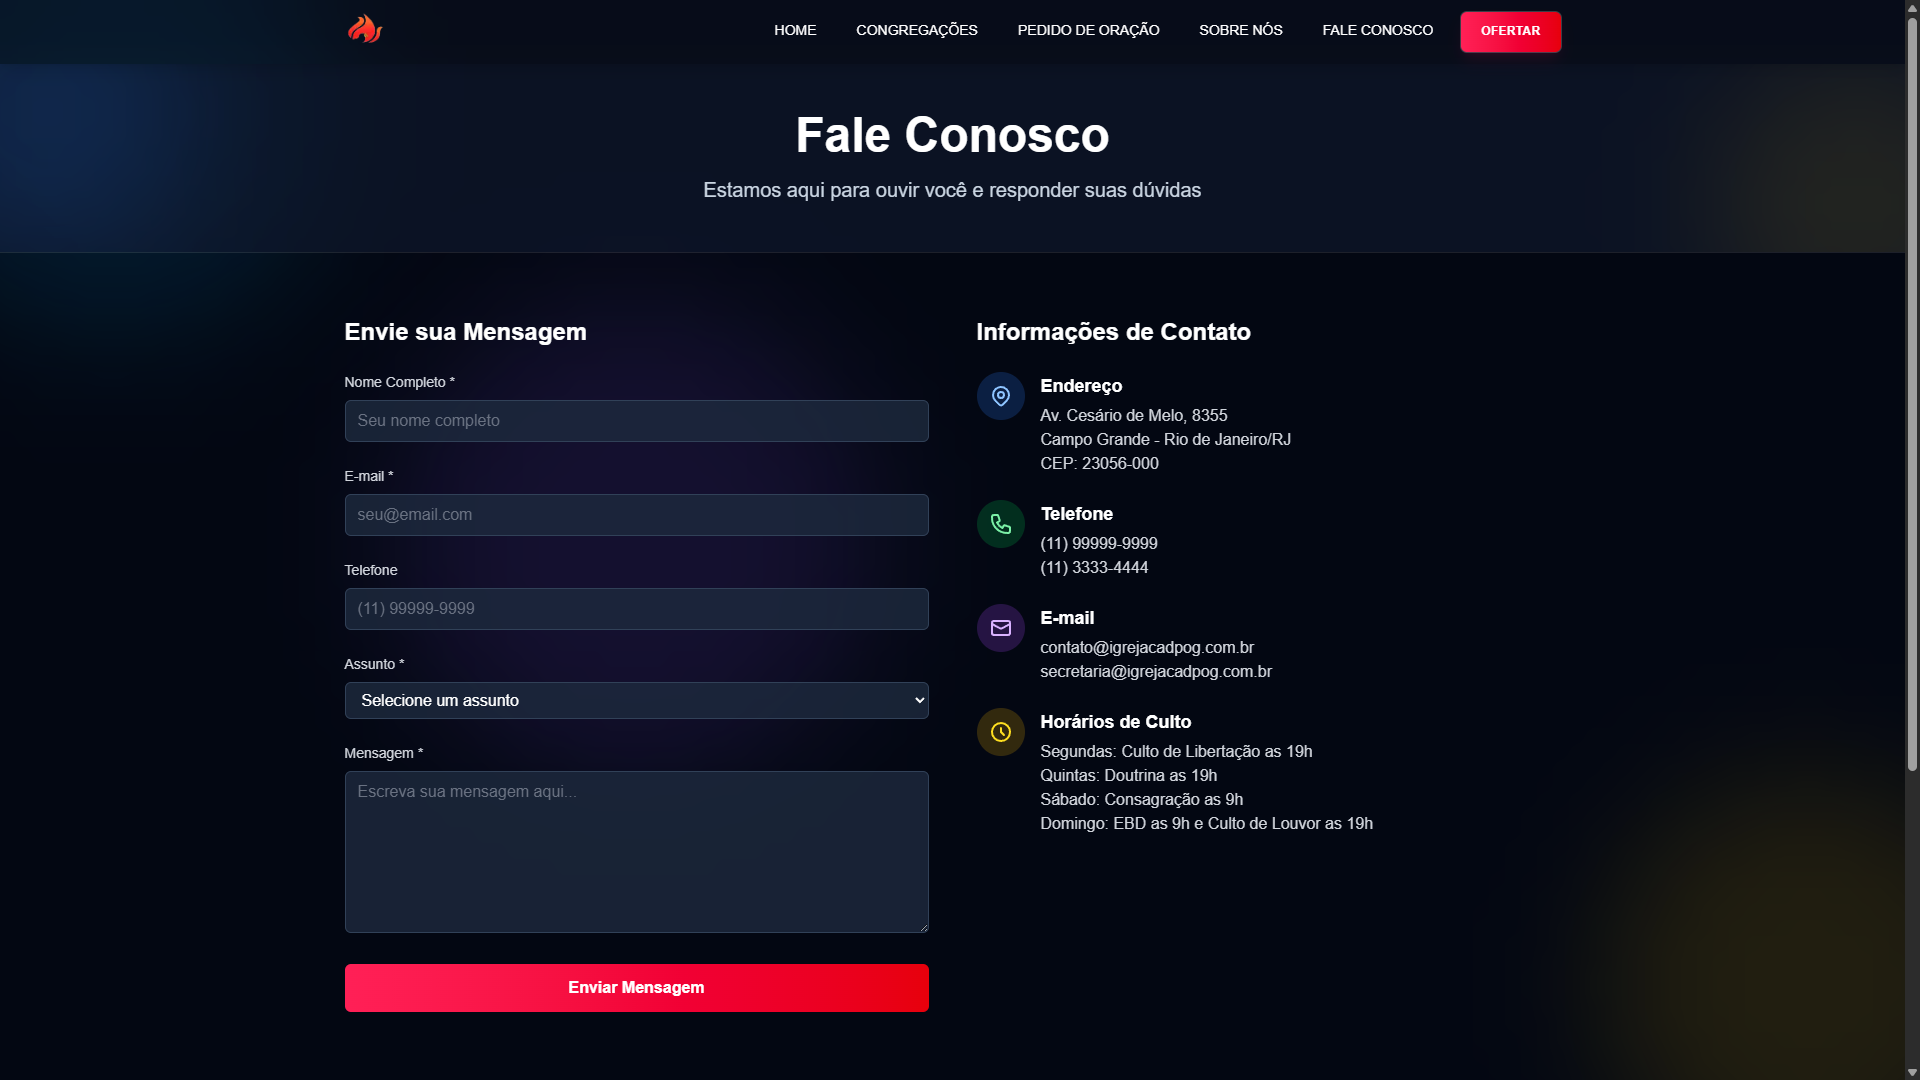 HOME
CONGREGAÇÕES
PEDIDO DE ORAÇÃO
SOBRE NÓS
FALE CONOSCO
OFERTAR
Fale Conosco
Estamos aqui para ouvir você e responder suas dúvidas
Envie sua Mensagem
Nome Completo *
Seu nome completo
E-mail *
seu@email.com
Telefone
(11) 99999-9999
Assunto *
Selecione um assunto
Mensagem *
Escreva sua mensagem aqui...
Enviar Mensagem
Informações de Contato
Endereço
Av. Cesário de Melo, 8355
Campo Grande - Rio de Janeiro/RJ
CEP: 23056-000
Telefone
(11) 99999-9999
(11) 3333-4444
E-mail
contato@igrejacadpog.com.br
secretaria@igrejacadpog.com.br
Horários de Culto
Segundas: Culto de Libertação as 19h
Quintas: Doutrina as 19h
Sábado: Consagração as 9h
Domingo: EBD as 9h e Culto de Louvor as 19h